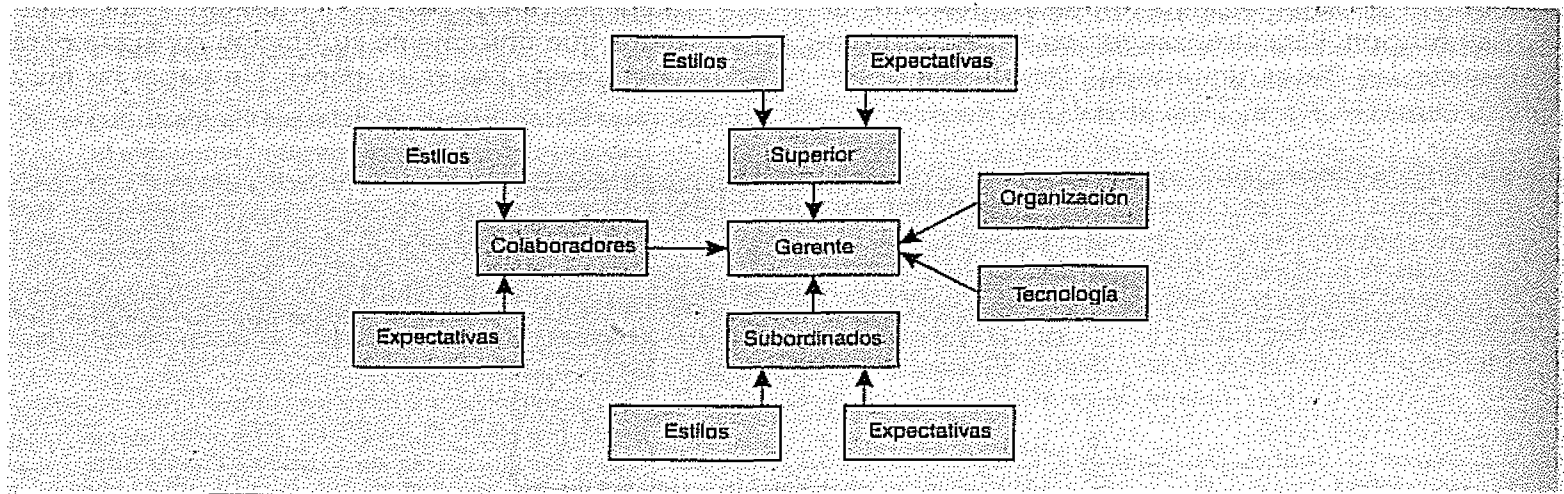 Estilos
Expectativas
Estilos
Superior
Organización
Colaboradores
Gerente
Tecnología
Expectativas
Subordinados
Estilos
Expectativas